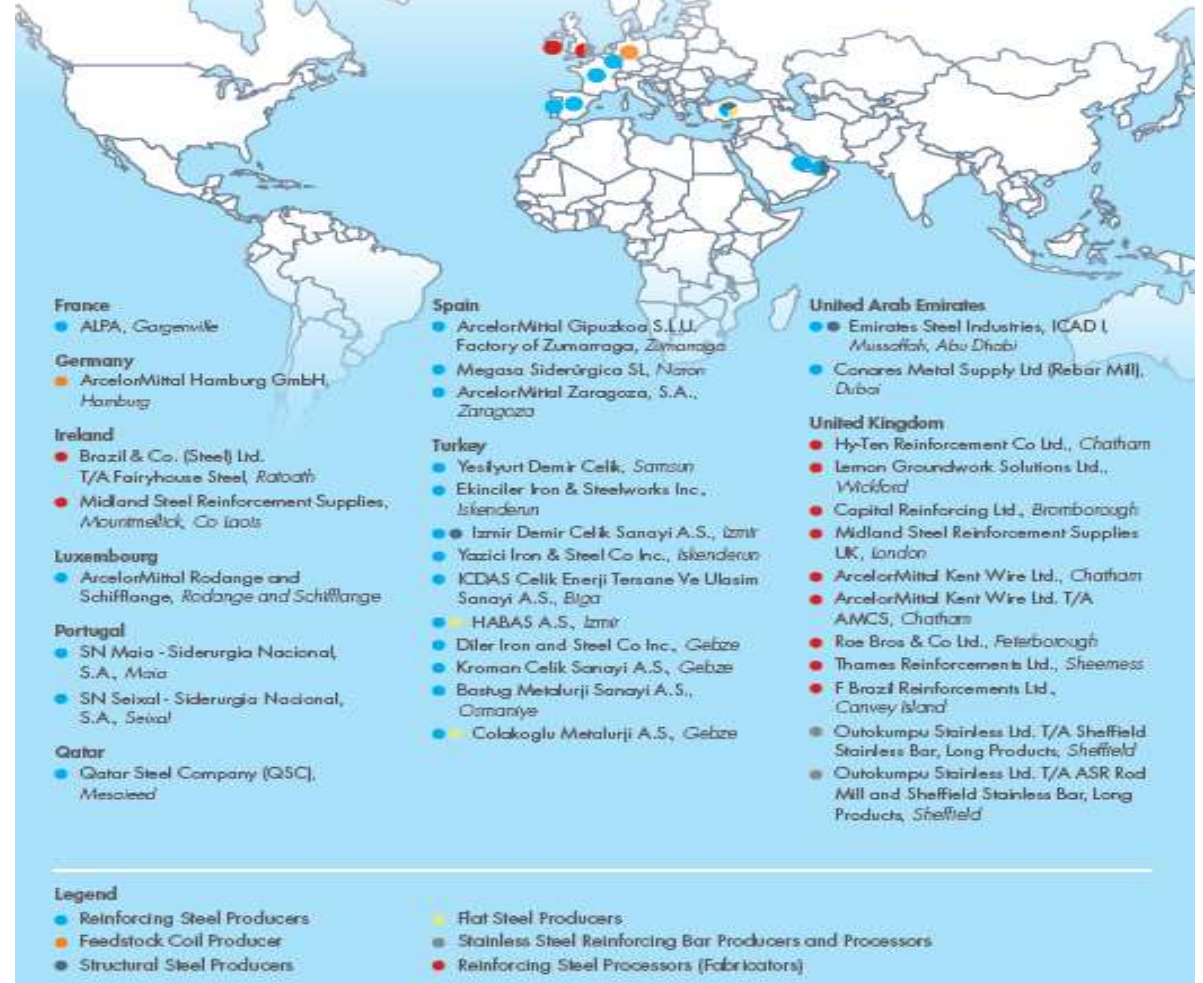 France
ALPA, Gargenville
Germany
ArcelorMittal Hamburg GmbH,
Hamburg
Ireland
Brazil & Co. (Steel) Ltd.
T/A Fairyhouse Steel, Ratoath
Midland Steel Reinforcement Supplies,
Mountmellick, Co Laois
Luxembourg
ArcelorMittal Rodange and
Schifflange, Rodange and Schifflange
Portugal
SN Maia - Siderurgia Nacional,
S.A., Maia
SN Seixal - Siderurgia Nacional,
S.A., Seixal
Qatar
Qatar Steel Company (QSC),
Mesaieed
Spain
ArcelorMittal Gipuzkoa S.L.U.
Factory of Zumarraga, Zumarraga
Megasa Siderúrgica SL, Naron
ArcelorMittal Zaragoza, S.A.,
Zaragoza
Turkey
Yesilyurt Demir Celik, Samsun
Ekinciler Iron & Steelworks Inc.,
Iskenderun
Izmir Demir Celik Sanayi A.S., Izmir
Yazici Iron & Steel Co Inc., Iskenderun
ICDAS Celik Enerji Tersane Ve Ulasim
Sanayi A.S., Biga
HABAS A.S., Izmir
Diler Iron and Steel Co Inc., Gebze
Kroman Celik Sanayi A.S., Gebze
Bastug Metalurji Sanayi A.S.,
Osmaniye
Colakoglu Metalurji A.S., Gebze
United Arab Emirates
Emirates Steel Industries, ICAD I,
Mussaffah, Abu Dhabi
Conares Metal Supply Ltd (Rebar Mill),
Dubai
United Kingdom
Hy-Ten Reinforcement Co Ltd., Chatham
Lemon Groundwork Solutions Ltd.,
Wickford
Capital Reinforcing Ltd., Bromborough
Midland Steel Reinforcement Supplies
UK, London
ArcelorMittal Kent Wire Ltd., Chatham
ArcelorMittal Kent Wire Ltd. T/A
AMCS, Chatham
Roe Bros & Co Ltd., Peterborough
Thames Reinforcements Ltd., Sheerness
F Brazil Reinforcements Ltd.,
Canvey Island
Outokumpu Stainless Ltd. T/A Sheffield
Stainless Bar, Long Products, Sheffield
Outokumpu Stainless Ltd. T/A ASR Rod
Mill and Sheffield Stainless Bar, Long
Products, Sheffield
Legend
Reinforcing Steel Producers
Feedstock Coil Producer
Structural Steel Producers
Flat Steel Producers
Stainless Steel Reinforcing Bar Producers and Processors
Reinforcing Steel Processors (Fabricators)